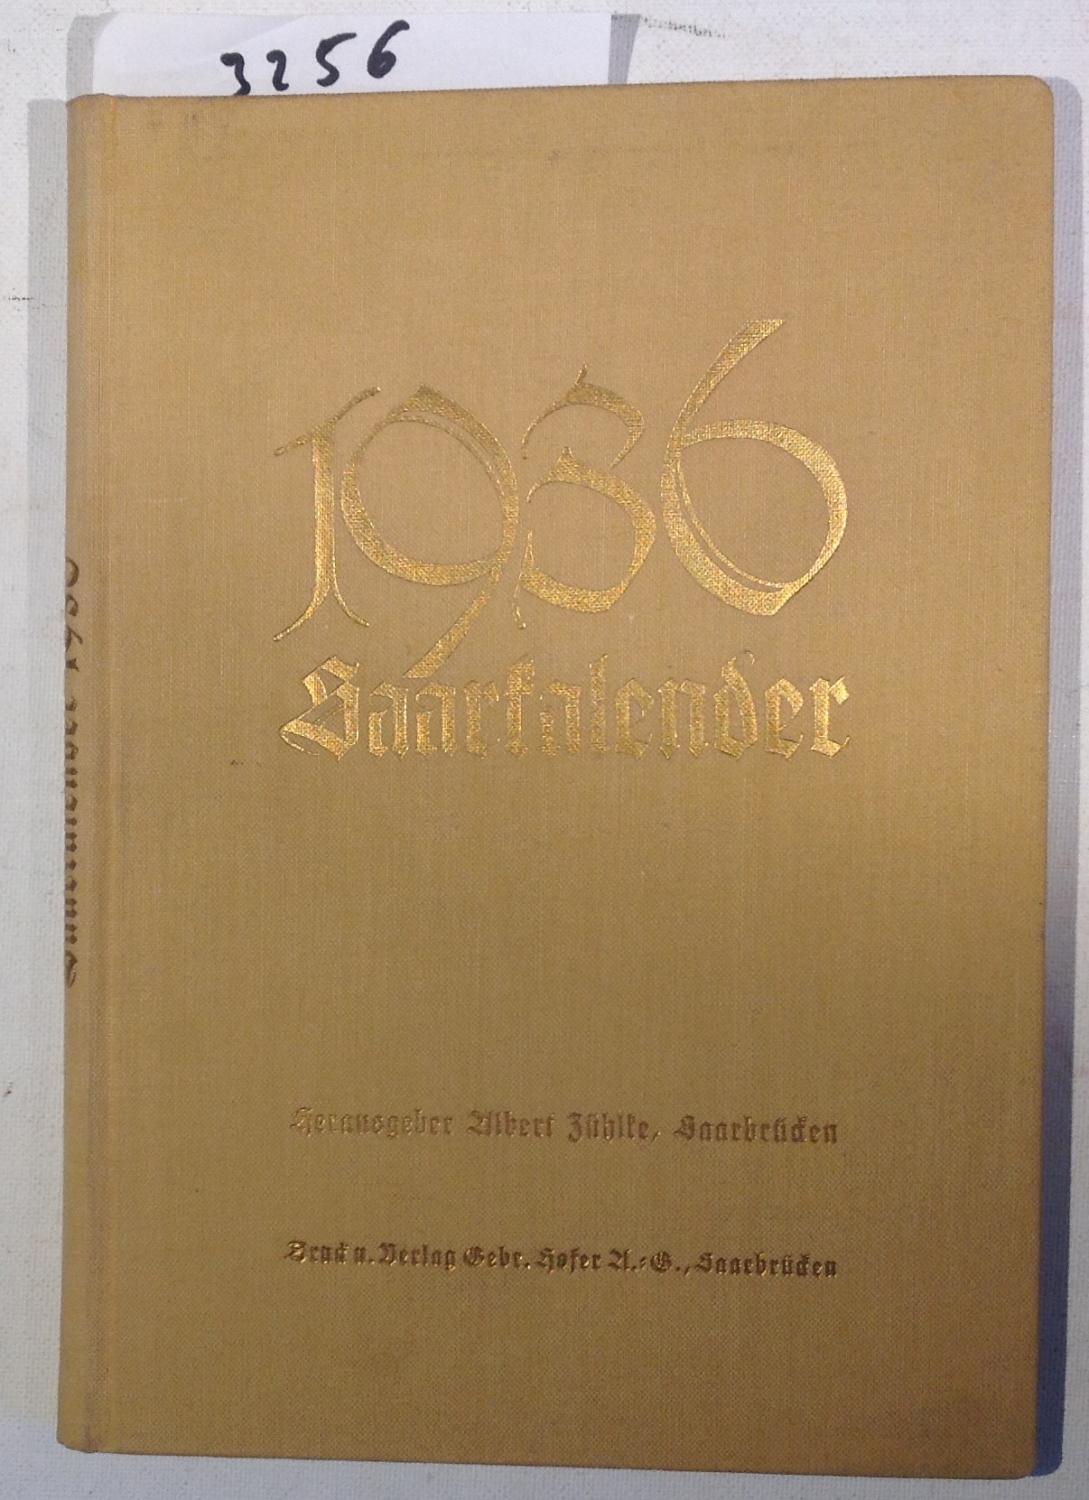 3256
1936
Saarkalender
Herausgeber Albert Zühlke, Saarbrücken
Druck u. Verlag Gebr. Hofer A.-G., Saarbrücken
Saarkalender 1936